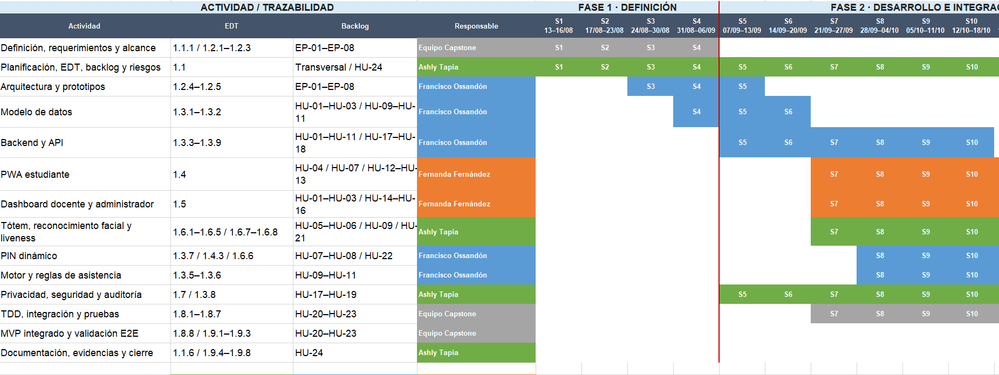 ACTIVIDAD / TRAZABILIDAD FASE 1 · DEFINICIÓN FASE 2 · DESARROLLO E INTEGRAC
Actividad EDT Backlog Responsable S1 S2 S3 S4 S5 S6 S7 S8 S9 S10
13–16/08 17/08–23/08 24/08–30/08 31/08–06/09 07/09–13/09 14/09–20/09 21/09–27/09 28/09–04/10 05/10–11/10 12/10–18/10
Definición, requerimientos y alcance 1.1.1 / 1.2.1–1.2.3 EP-01–EP-08 Equipo Capstone S1 S2 S3 S4
Planificación, EDT, backlog y riesgos 1.1 Transversal / HU-24 Ashly Tapia S1 S2 S3 S4 S5 S6 S7 S8 S9 S10
Arquitectura y prototipos 1.2.4–1.2.5 EP-01–EP-08 Francisco Ossandón S3 S4 S5
Modelo de datos 1.3.1–1.3.2 HU-01–HU-03 / HU-09–HU-
11 Francisco Ossandón S4 S5 S6
Backend y API 1.3.3–1.3.9 HU-01–HU-11 / HU-17–HU-
18 Francisco Ossandón S5 S6 S7 S8 S9 S10
PWA estudiante 1.4 HU-04 / HU-07 / HU-12–HU-
13 Fernanda Fernández S7 S8 S9 S10
Dashboard docente y administrador 1.5 HU-01–HU-03 / HU-14–HU-
16 Fernanda Fernández S7 S8 S9 S10
Tótem, reconocimiento facial y
liveness 1.6.1–1.6.5 / 1.6.7–1.6.8 HU-05–HU-06 / HU-09 / HU-
21 Ashly Tapia S7 S8 S9 S10
PIN dinámico 1.3.7 / 1.4.3 / 1.6.6 HU-07–HU-08 / HU-22 Francisco Ossandón S8 S9 S10
Motor y reglas de asistencia 1.3.5–1.3.6 HU-09–HU-11 Francisco Ossandón S8 S9 S10
Privacidad, seguridad y auditoría 1.7 / 1.3.8 HU-17–HU-19 Ashly Tapia S5 S6 S7 S8 S9 S10
TDD, integración y pruebas 1.8.1–1.8.7 HU-20–HU-23 Equipo Capstone S7 S8 S9 S10
MVP integrado y validación E2E 1.8.8 / 1.9.1–1.9.3 HU-20–HU-23 Equipo Capstone
Documentación, evidencias y cierre 1.1.6 / 1.9.4–1.9.8 HU-24 Ashly Tapia